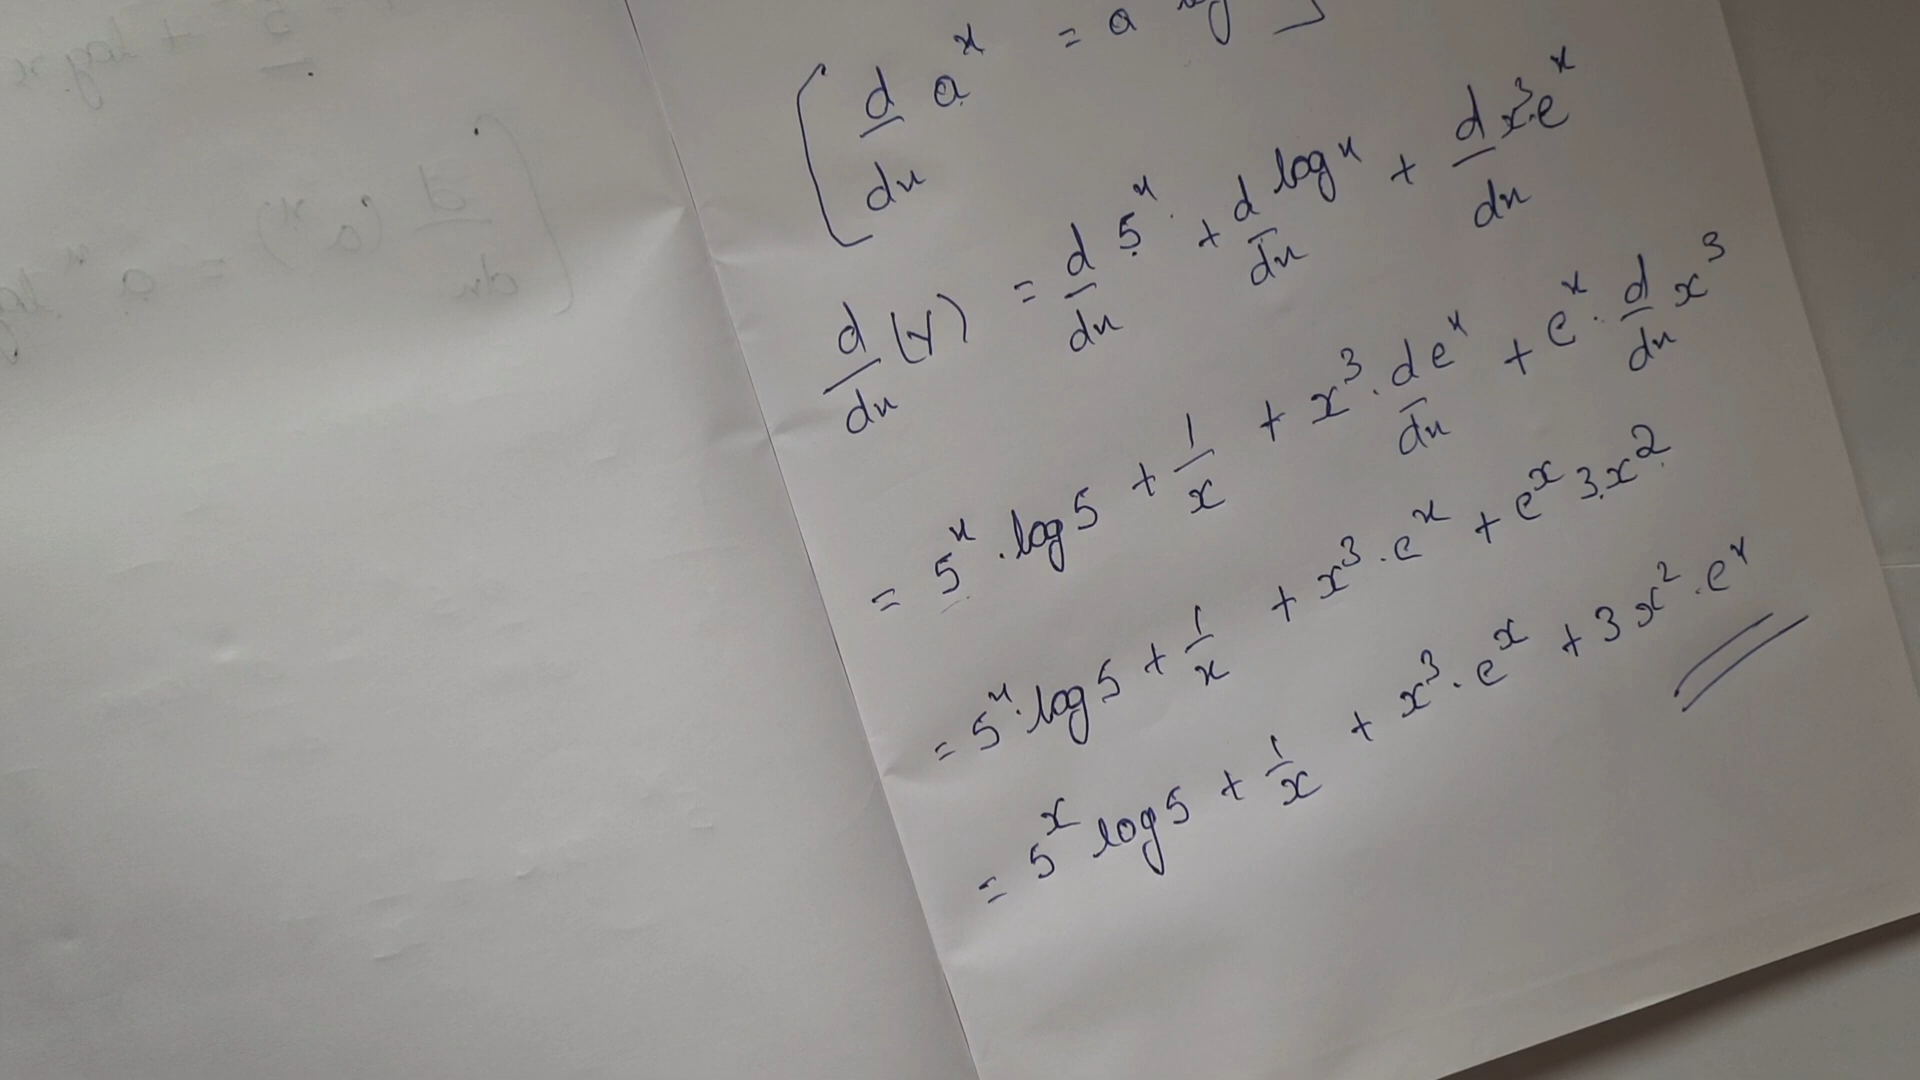 d/dx a^x = a
d/dx (y) = d/dx 5^x + d/dx log x + d/dx x^3 . e^x
= 5^x . log 5 + 1/x + x^3 . d/dx e^x + e^x . d/dx x^3
= 5^x . log 5 + 1/x + x^3 . e^x + e^x 3.x^2
= 5^x log 5 + 1/x + x^3 . e^x + 3x^2 . e^x